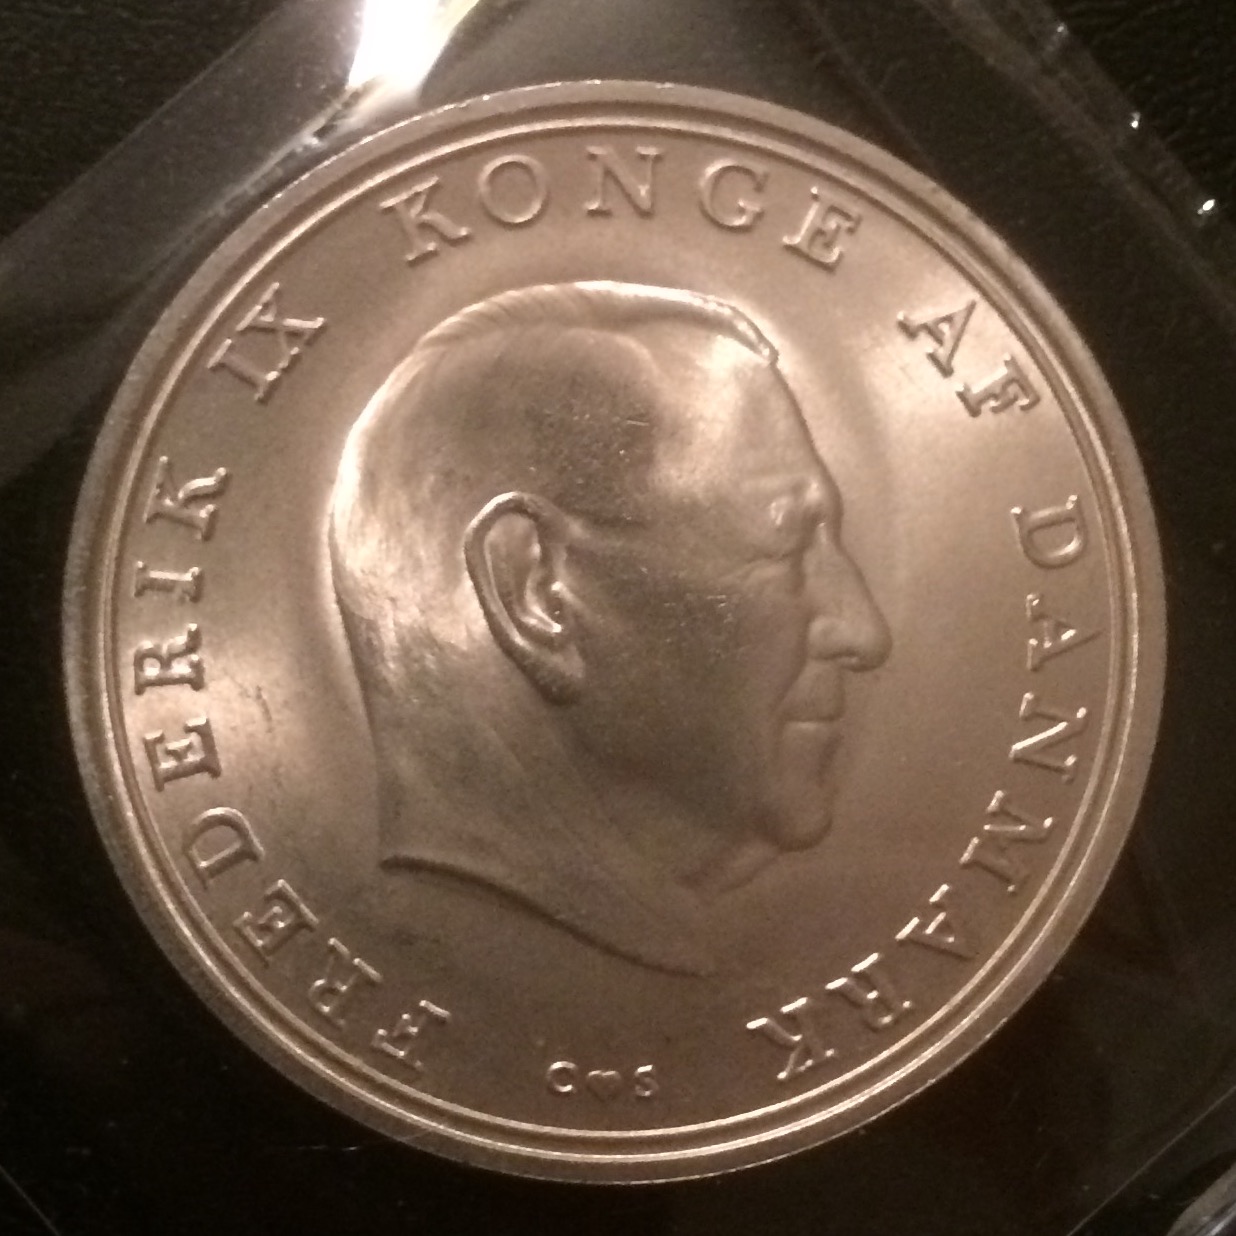 FREDERIK IX KONGE AF DANMARK
C♥S